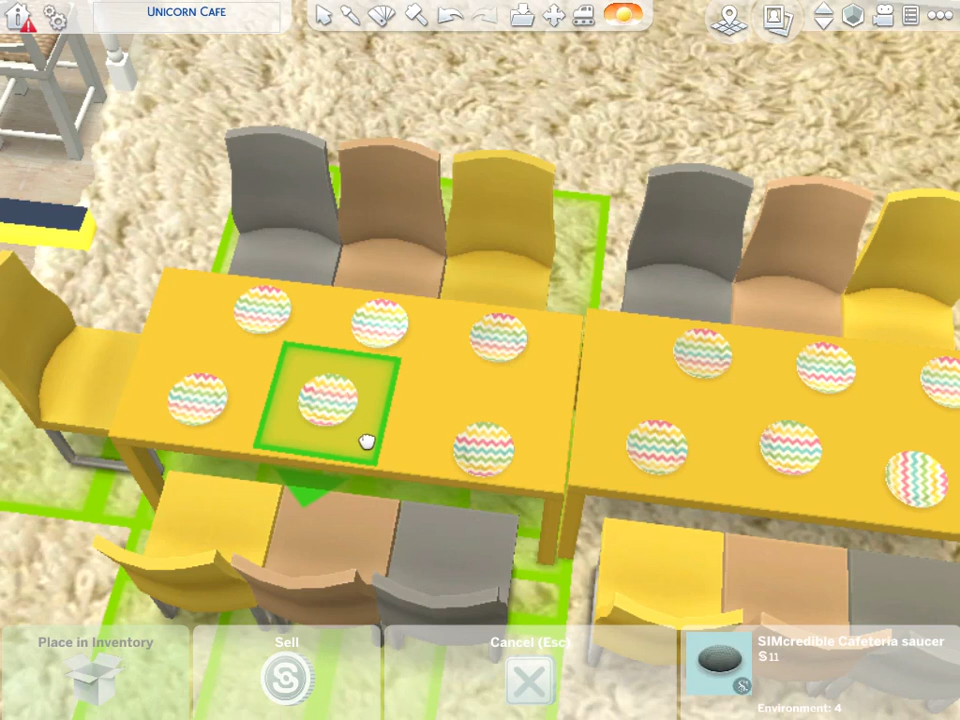 UNICORN CAFE
Place in Inventory
Sell
Cancel (Esc)
SIMcredible Cafeteria saucer
§11
Environment: 4